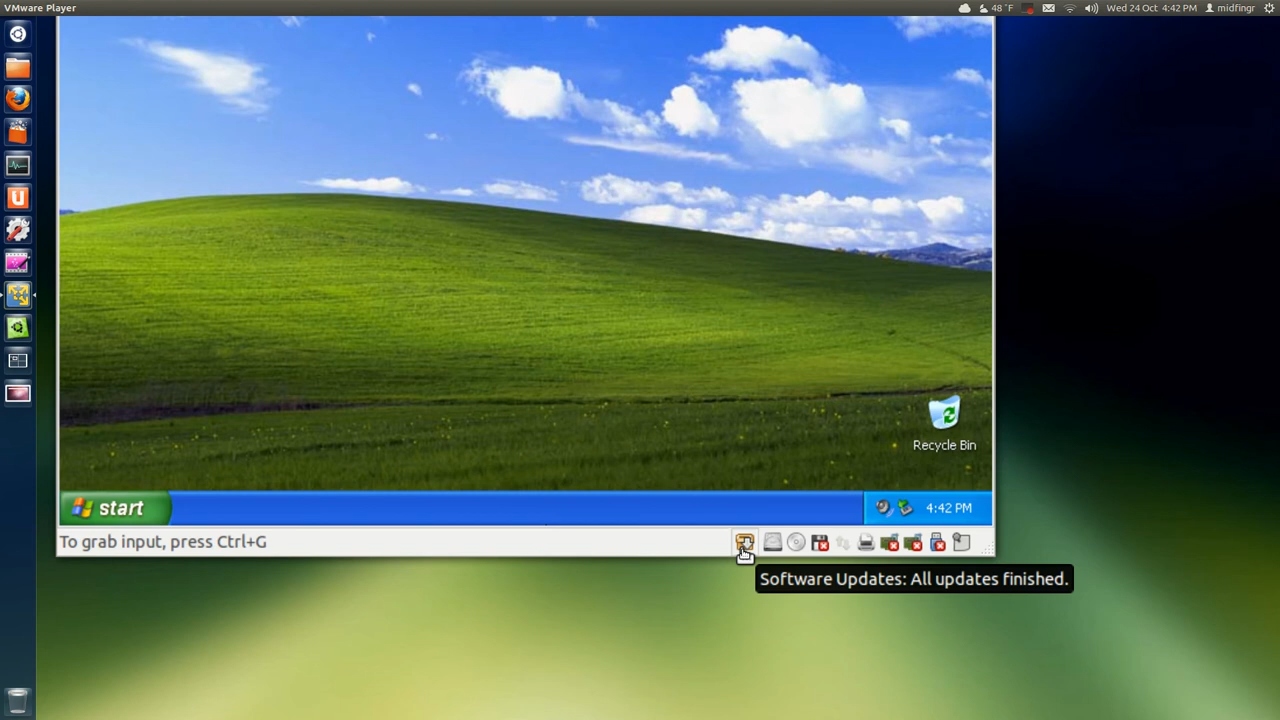 VMware Player
48 °F
Wed 24 Oct 4:42 PM
midfingr
Recycle Bin
start
4:42 PM
To grab input, press Ctrl+G
Software Updates: All updates finished.